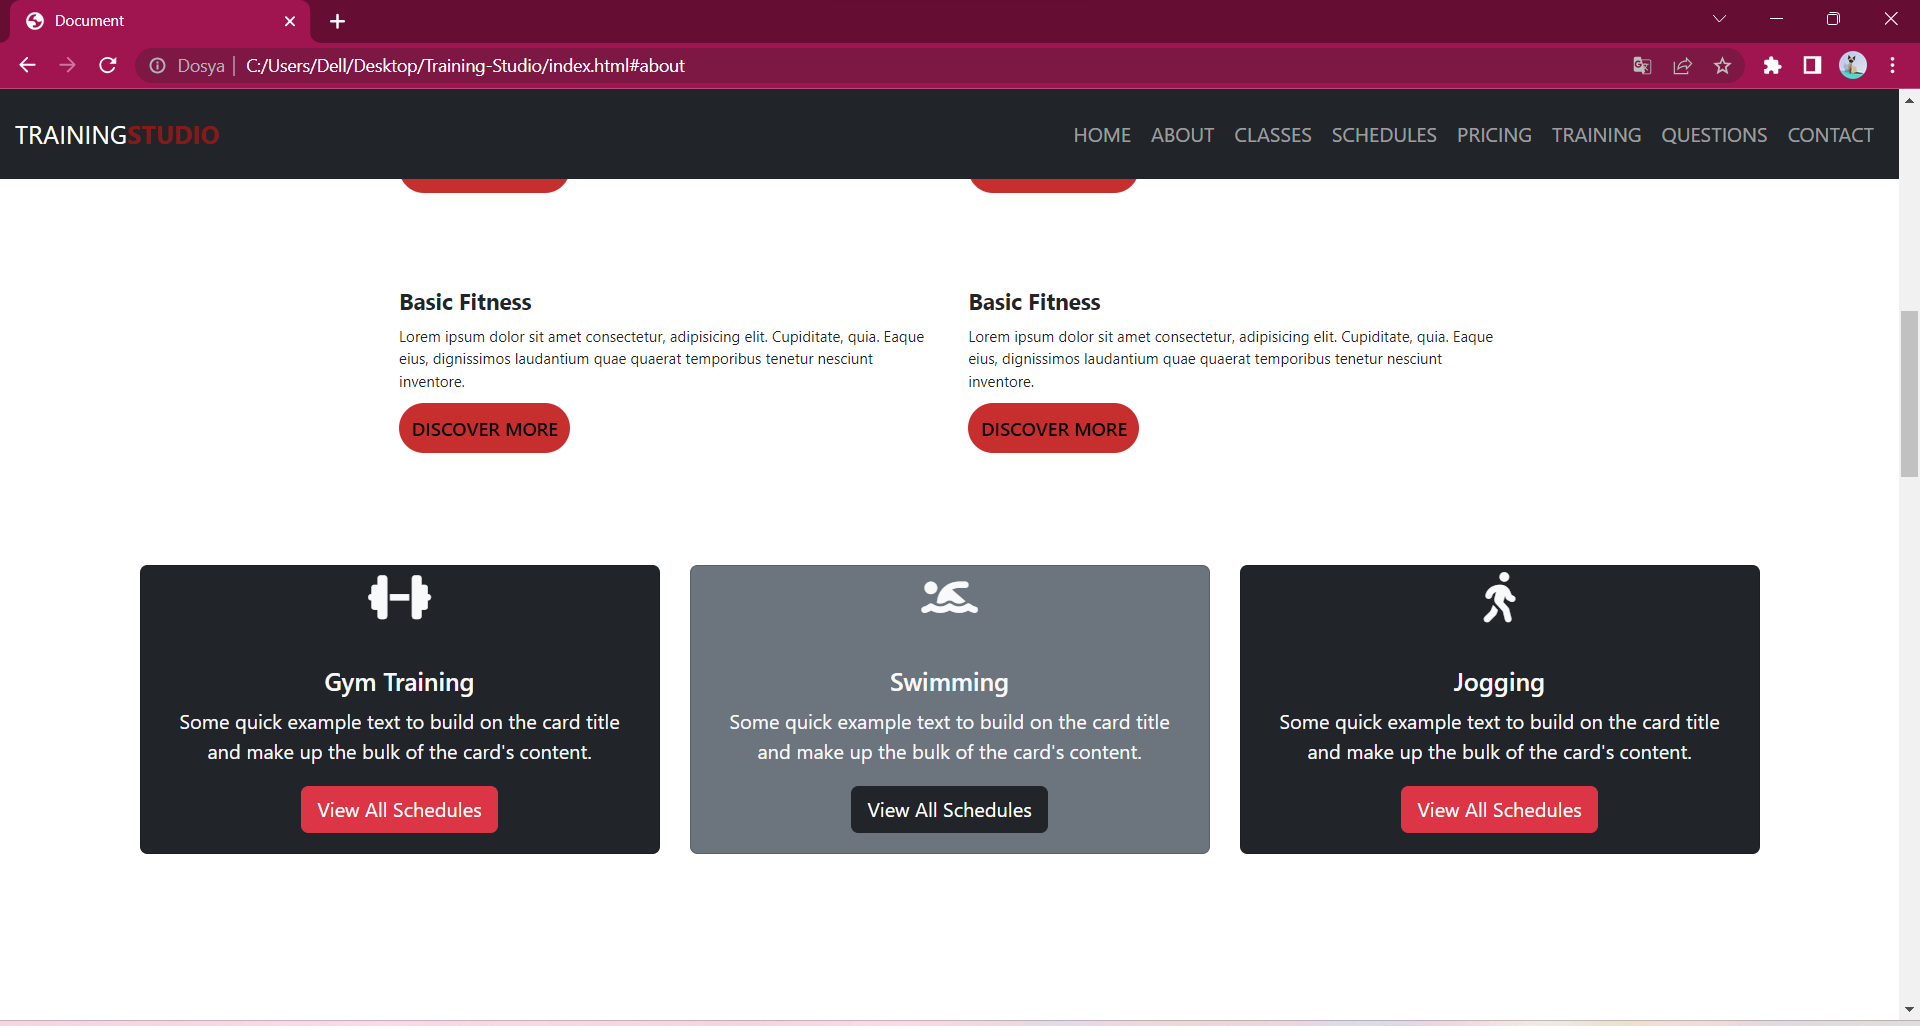 Document
Dosya | C:/Users/Dell/Desktop/Training-Studio/index.html#about
TRAININGSTUDIO HOME ABOUT CLASSES SCHEDULES PRICING TRAINING QUESTIONS CONTACT
Basic Fitness
Lorem ipsum dolor sit amet consectetur, adipisicing elit. Cupiditate, quia. Eaque
eius, dignissimos laudantium quae quaerat temporibus tenetur nesciunt
inventore.
DISCOVER MORE
Basic Fitness
Lorem ipsum dolor sit amet consectetur, adipisicing elit. Cupiditate, quia. Eaque
eius, dignissimos laudantium quae quaerat temporibus tenetur nesciunt
inventore.
DISCOVER MORE
Gym Training
Some quick example text to build on the card title
and make up the bulk of the card's content.
View All Schedules
Swimming
Some quick example text to build on the card title
and make up the bulk of the card's content.
View All Schedules
Jogging
Some quick example text to build on the card title
and make up the bulk of the card's content.
View All Schedules